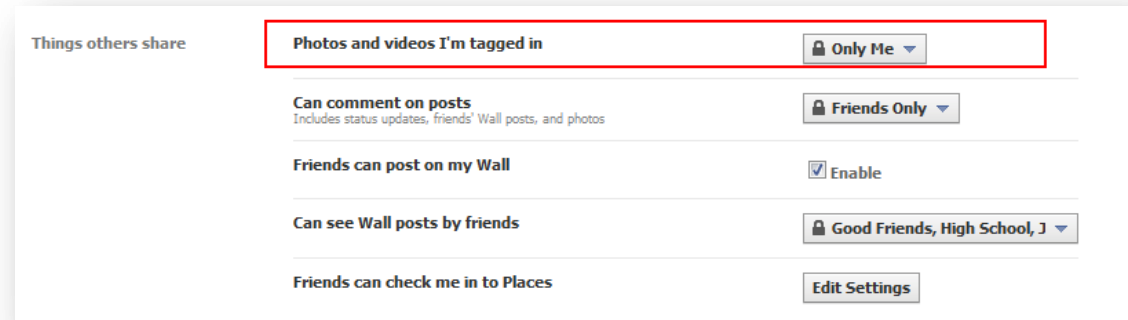 Things others share
Photos and videos I'm tagged in
Only Me
Can comment on posts
Includes status updates, friends' Wall posts, and photos
Friends Only
Friends can post on my Wall
Enable
Can see Wall posts by friends
Good Friends, High School, J
Friends can check me in to Places
Edit Settings